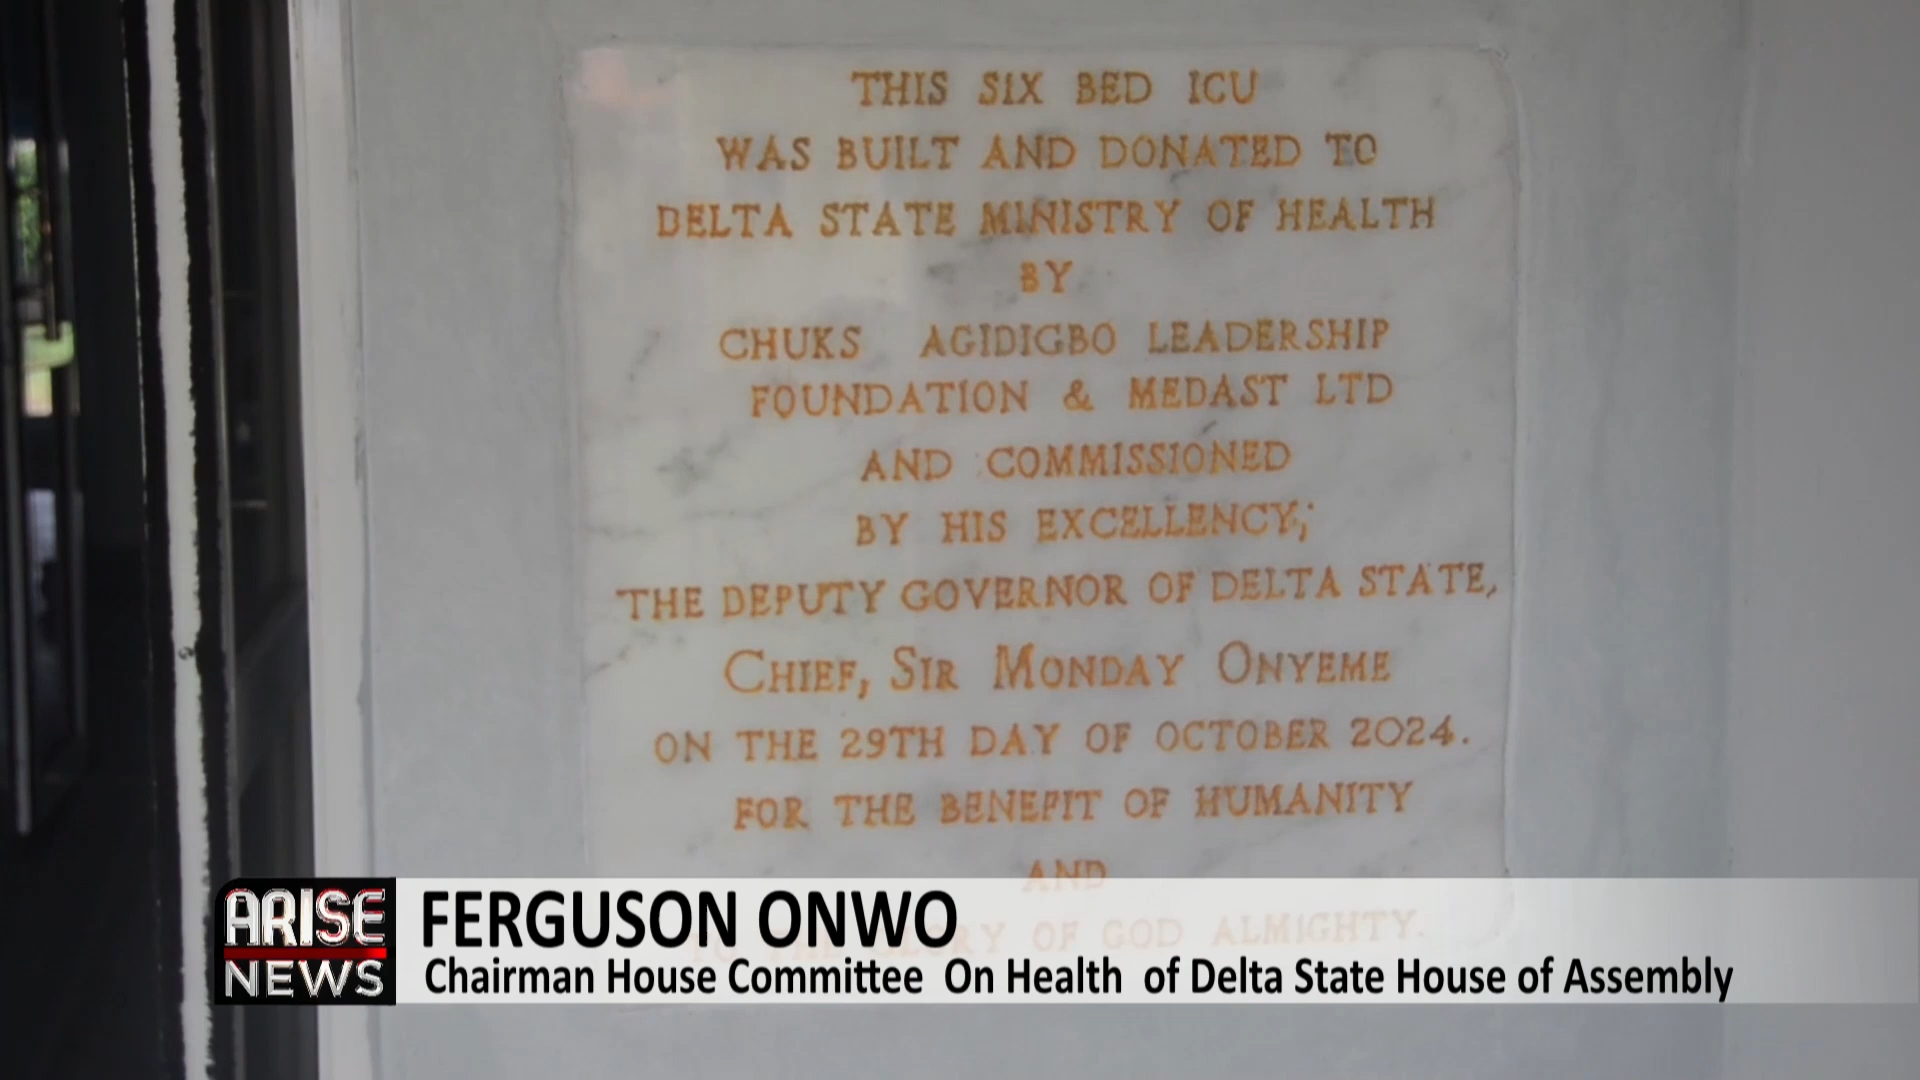 THIS SIX BED ICU
WAS BUILT AND DONATED TO
DELTA STATE MINISTRY OF HEALTH
BY
CHUKS AGIDIGBO LEADERSHIP
FOUNDATION & MEDAST LTD
AND COMMISSIONED
BY HIS EXCELLENCY;
THE DEPUTY GOVERNOR OF DELTA STATE,
CHIEF, SIR MONDAY ONYEME
ON THE 29TH DAY OF OCTOBER 2024.
FOR THE BENEFIT OF HUMANITY
AND
TO THE GLORY OF GOD ALMIGHTY.
ARISE
NEWS
FERGUSON ONWO
Chairman House Committee On Health of Delta State House of Assembly